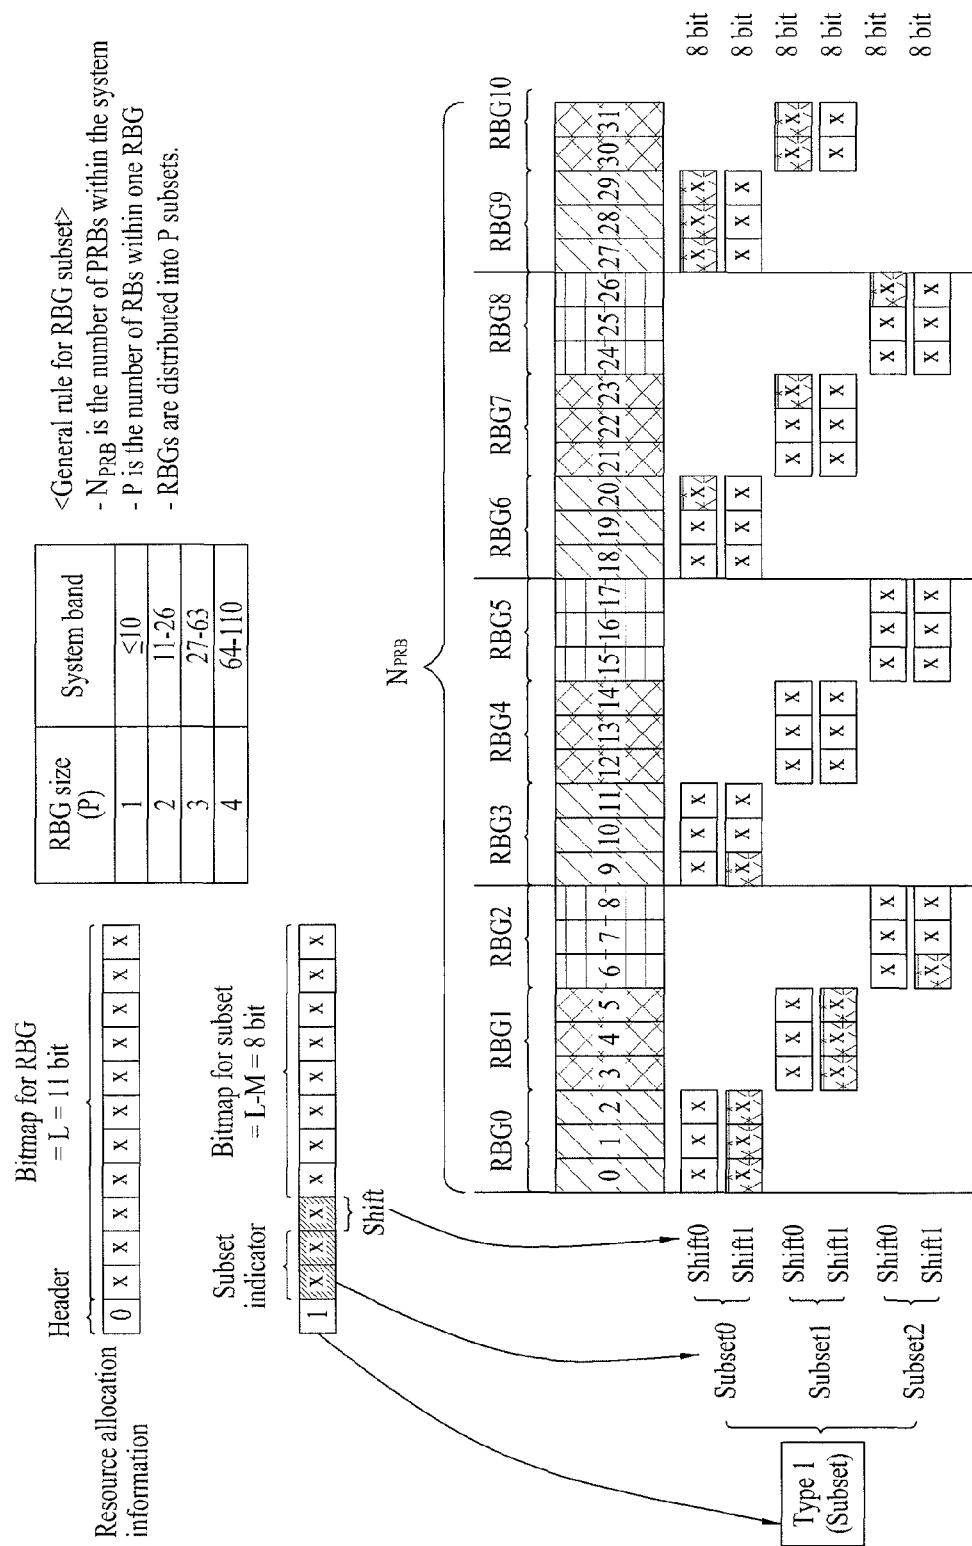 Resource allocation
information
Header
Bitmap for RBG
= L = 11 bit
0 X X X X X X X X X X X
Subset
indicator
Bitmap for subset
= L-M = 8 bit
1 X X X X X X X X X X X
Shift
RBG size
(P)
System band
1 ≤10
2 11-26
3 27-63
4 64-110
<General rule for RBG subset>
- NPRB is the number of PRBs within the system
- P is the number of RBs within one RBG
- RBGs are distributed into P subsets.
NPRB
RBG0 RBG1 RBG2 RBG3 RBG4 RBG5 RBG6 RBG7 RBG8 RBG9 RBG10
0 1 2 3 4 5 6 7 8 9 10 11 12 13 14 15 16 17 18 19 20 21 22 23 24 25 26 27 28 29 30 31
Type 1
(Subset)
Subset0
Shift0 X X X X X X X X X X X X 8 bit
Shift1 X X X X X X X X X X X X 8 bit
Subset1
Shift0 X X X X X X X X X X X 8 bit
Shift1 X X X X X X X X X X X 8 bit
Subset2
Shift0 X X X X X X X X X 8 bit
Shift1 X X X X X X X X X 8 bit